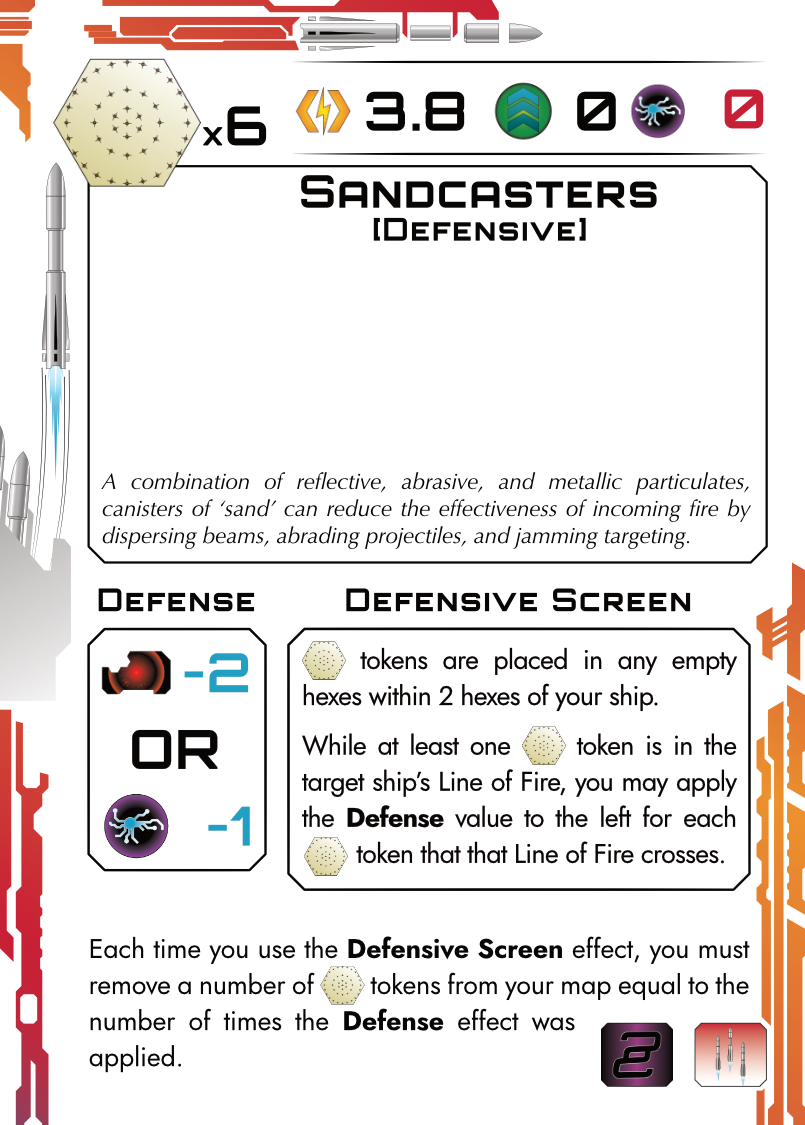 x6 3.8 0 0
SANDCASTERS
[DEFENSIVE]
A combination of reflective, abrasive, and metallic particulates,
canisters of ‘sand’ can reduce the effectiveness of incoming fire by
dispersing beams, abrading projectiles, and jamming targeting.
DEFENSE
-2
OR
-1
DEFENSIVE SCREEN
tokens are placed in any empty
hexes within 2 hexes of your ship.
While at least one token is in the
target ship’s Line of Fire, you may apply
the Defense value to the left for each
token that that Line of Fire crosses.
Each time you use the Defensive Screen effect, you must
remove a number of tokens from your map equal to the
number of times the Defense effect was
applied.
2